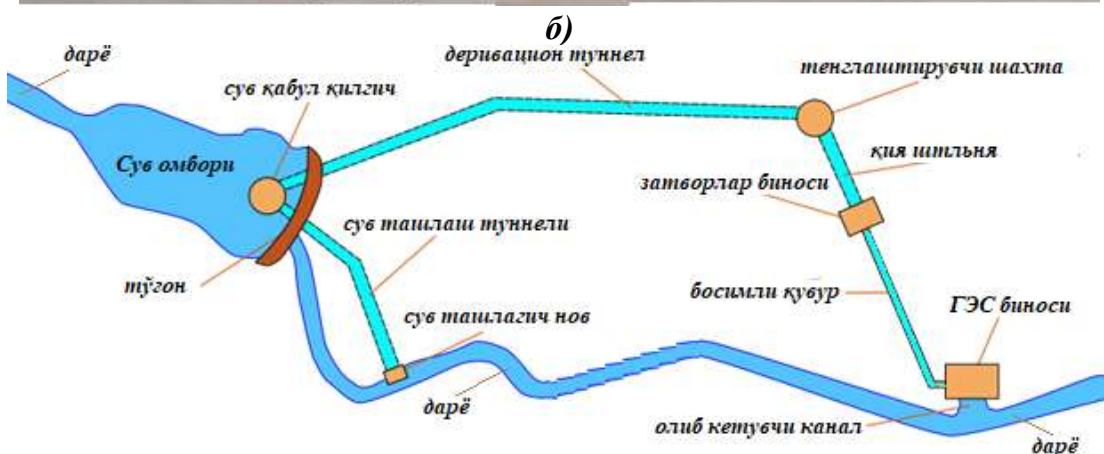 б)
дарё
деривацион туннел
тенглаштирувчи шахта
сув қабул қилгич
Сув омбори
қия штльня
затворлар биноси
сув ташлаш туннели
тўғон
босимли қувур
ГЭС биноси
сув ташлагич нов
дарё
олиб кетувчи канал
дарё